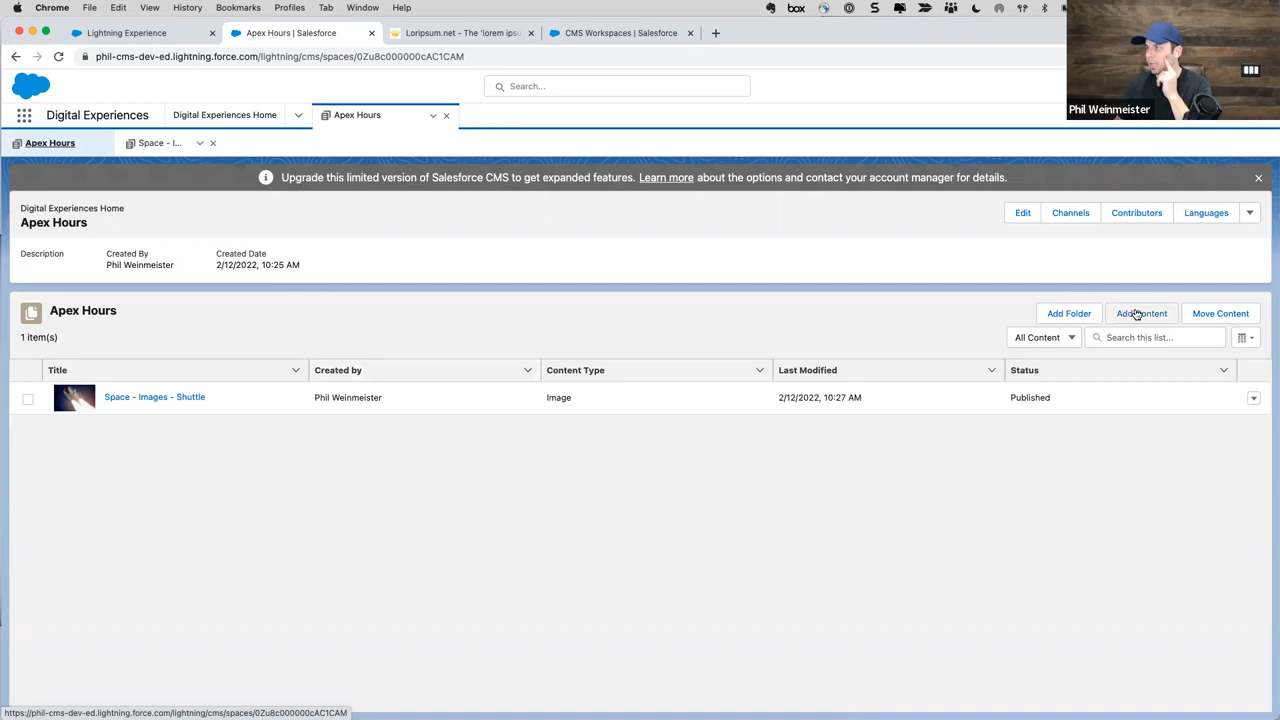 Chrome File Edit View History Bookmarks Profiles Tab Window Help box
Lightning Experience Apex Hours | Salesforce Loripsum.net - The 'lorem ipsu CMS Workspaces | Salesforce
phil-cms-dev-ed.lightning.force.com/lightning/cms/spaces/0Zu8c000000cAC1CAM
Search...
Phil Weinmeister
Digital Experiences Digital Experiences Home Apex Hours
Apex Hours Space - I...
Upgrade this limited version of Salesforce CMS to get expanded features. Learn more about the options and contact your account manager for details.
Digital Experiences Home
Apex Hours
Edit Channels Contributors Languages
Description Created By Created Date
Phil Weinmeister 2/12/2022, 10:25 AM
Apex Hours
Add Folder Add Content Move Content
1 item(s)
All Content Search this list...
Title Created by Content Type Last Modified Status
Space - Images - Shuttle Phil Weinmeister Image 2/12/2022, 10:27 AM Published
https://phil-cms-dev-ed.lightning.force.com/lightning/cms/spaces/0Zu8c000000cAC1CAM